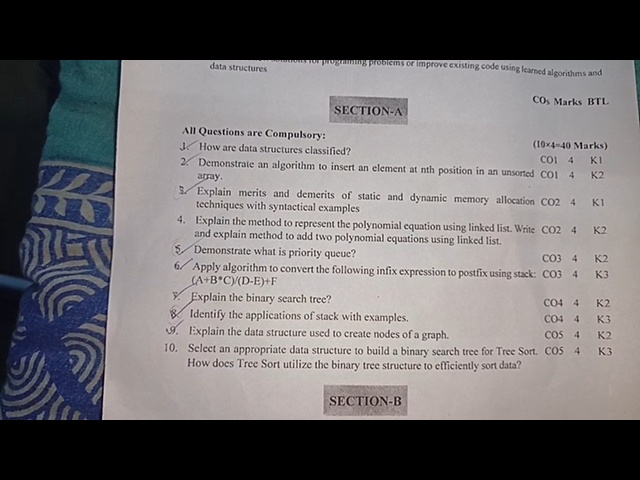 for programing problems or improve existing code using learned algorithms and
data structures
COs Marks BTL
SECTION-A
All Questions are Compulsory: (10×4=40 Marks)
1. How are data structures classified? CO1 4 K1
2. Demonstrate an algorithm to insert an element at nth position in an unsorted CO1 4 K2
array.
3. Explain merits and demerits of static and dynamic memory allocation CO2 4 K1
techniques with syntactical examples
4. Explain the method to represent the polynomial equation using linked list. Write CO2 4 K2
and explain method to add two polynomial equations using linked list.
5. Demonstrate what is priority queue? CO3 4 K2
6. Apply algorithm to convert the following infix expression to postfix using stack: CO3 4 K3
(A+B*C)/(D-E)+F
7. Explain the binary search tree? CO4 4 K2
8. Identify the applications of stack with examples. CO4 4 K3
9. Explain the data structure used to create nodes of a graph. CO5 4 K2
10. Select an appropriate data structure to build a binary search tree for Tree Sort. CO5 4 K3
How does Tree Sort utilize the binary tree structure to efficiently sort data?
SECTION-B